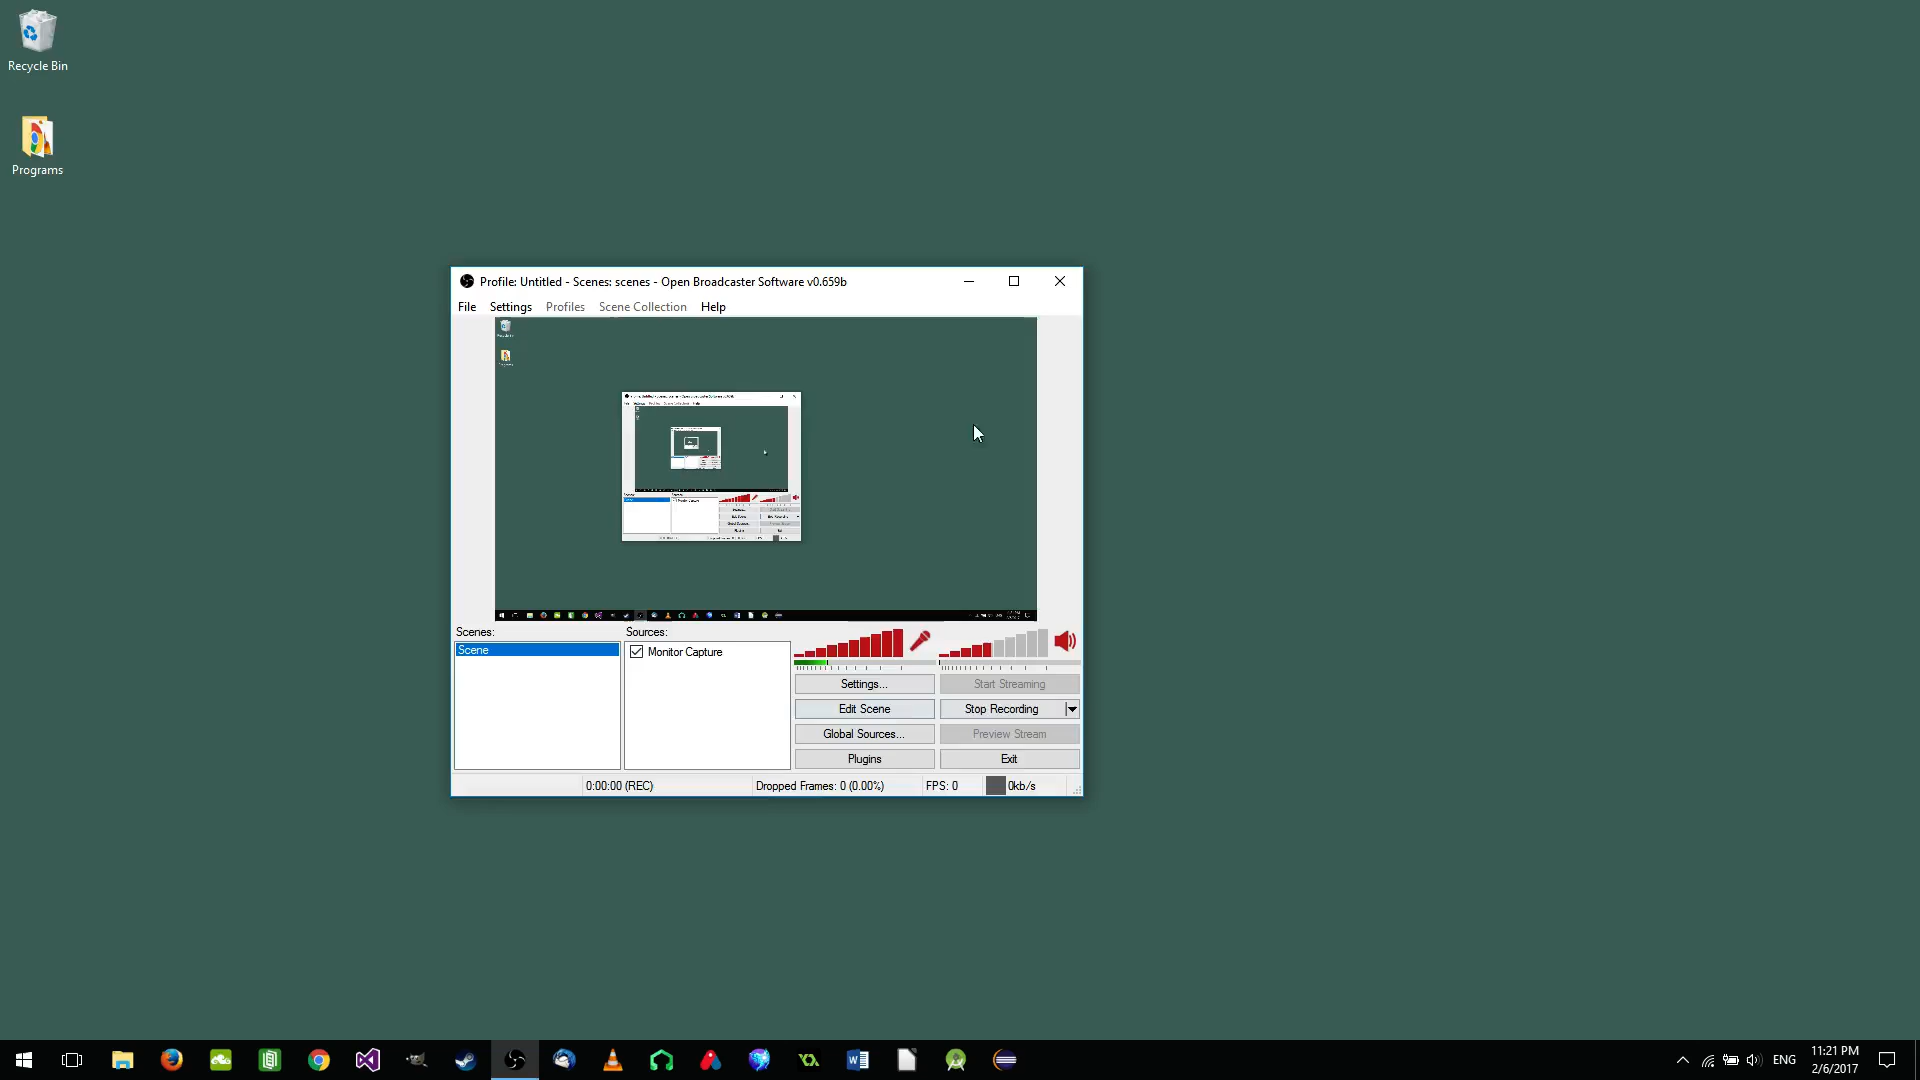 Recycle Bin
Programs
Profile: Untitled - Scenes: scenes - Open Broadcaster Software v0.659b
File Settings Profiles Scene Collection Help
Scenes: Sources:
Scene
Monitor Capture
Settings... Start Streaming
Edit Scene Stop Recording
Global Sources... Preview Stream
Plugins Exit
0:00:00 (REC) Dropped Frames: 0 (0.00%) FPS: 0 0kb/s
ENG
11:21 PM
2/6/2017